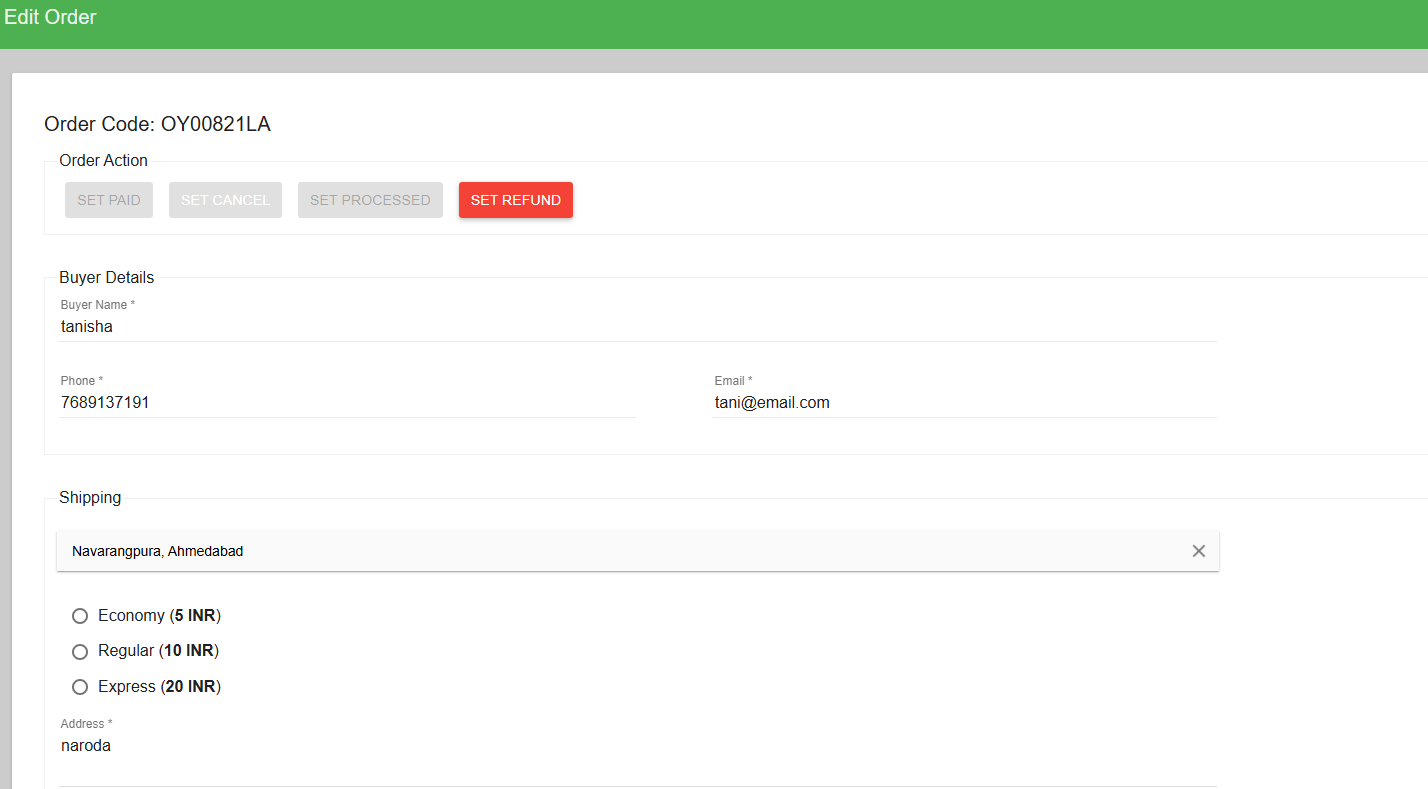 Edit Order
Order Code: OY00821LA
Order Action
SET PAID SET CANCEL SET PROCESSED SET REFUND
Buyer Details
Buyer Name *
tanisha
Phone * Email *
7689137191 tani@email.com
Shipping
Navarangpura, Ahmedabad
Economy (5 INR)
Regular (10 INR)
Express (20 INR)
Address *
naroda